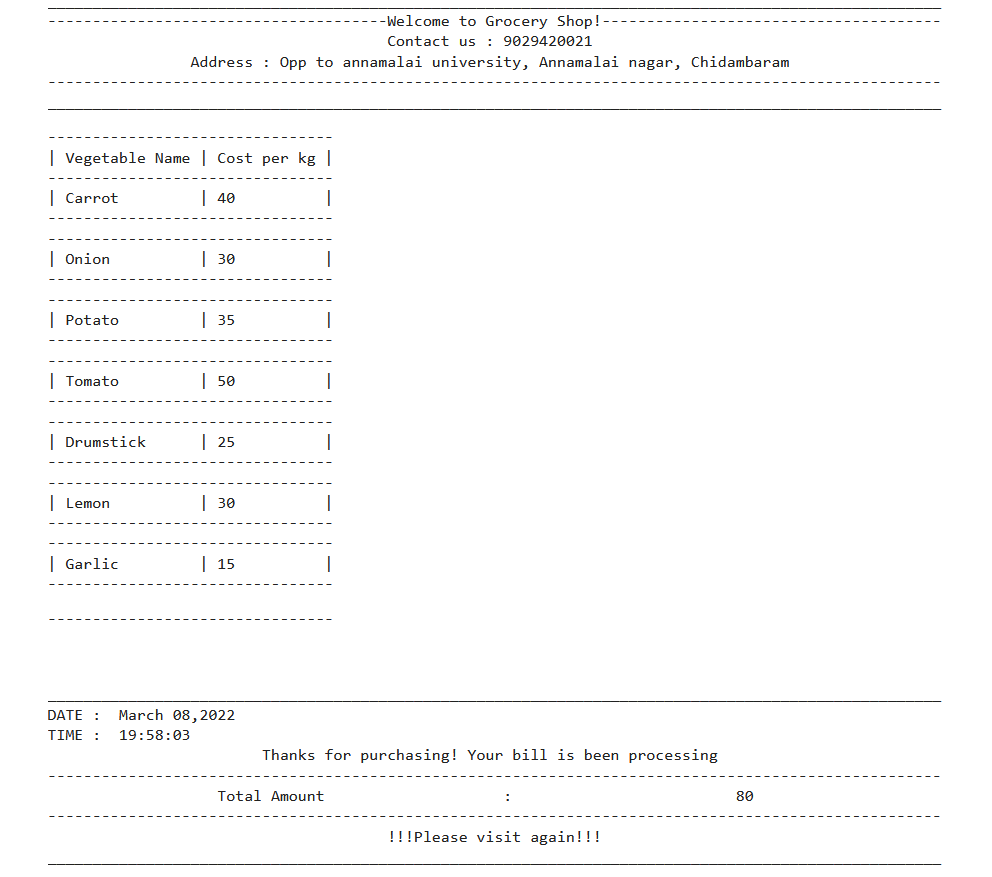 -------------------------------------Welcome to Grocery Shop!-------------------------------------
Contact us : 9029420021
Address : Opp to annamalai university, Annamalai nagar, Chidambaram
| Vegetable Name | Cost per kg |
| Carrot | 40 |
| Onion | 30 |
| Potato | 35 |
| Tomato | 50 |
| Drumstick | 25 |
| Lemon | 30 |
| Garlic | 15 |
DATE : March 08,2022
TIME : 19:58:03
Thanks for purchasing! Your bill is been processing
Total Amount : 80
!!!Please visit again!!!